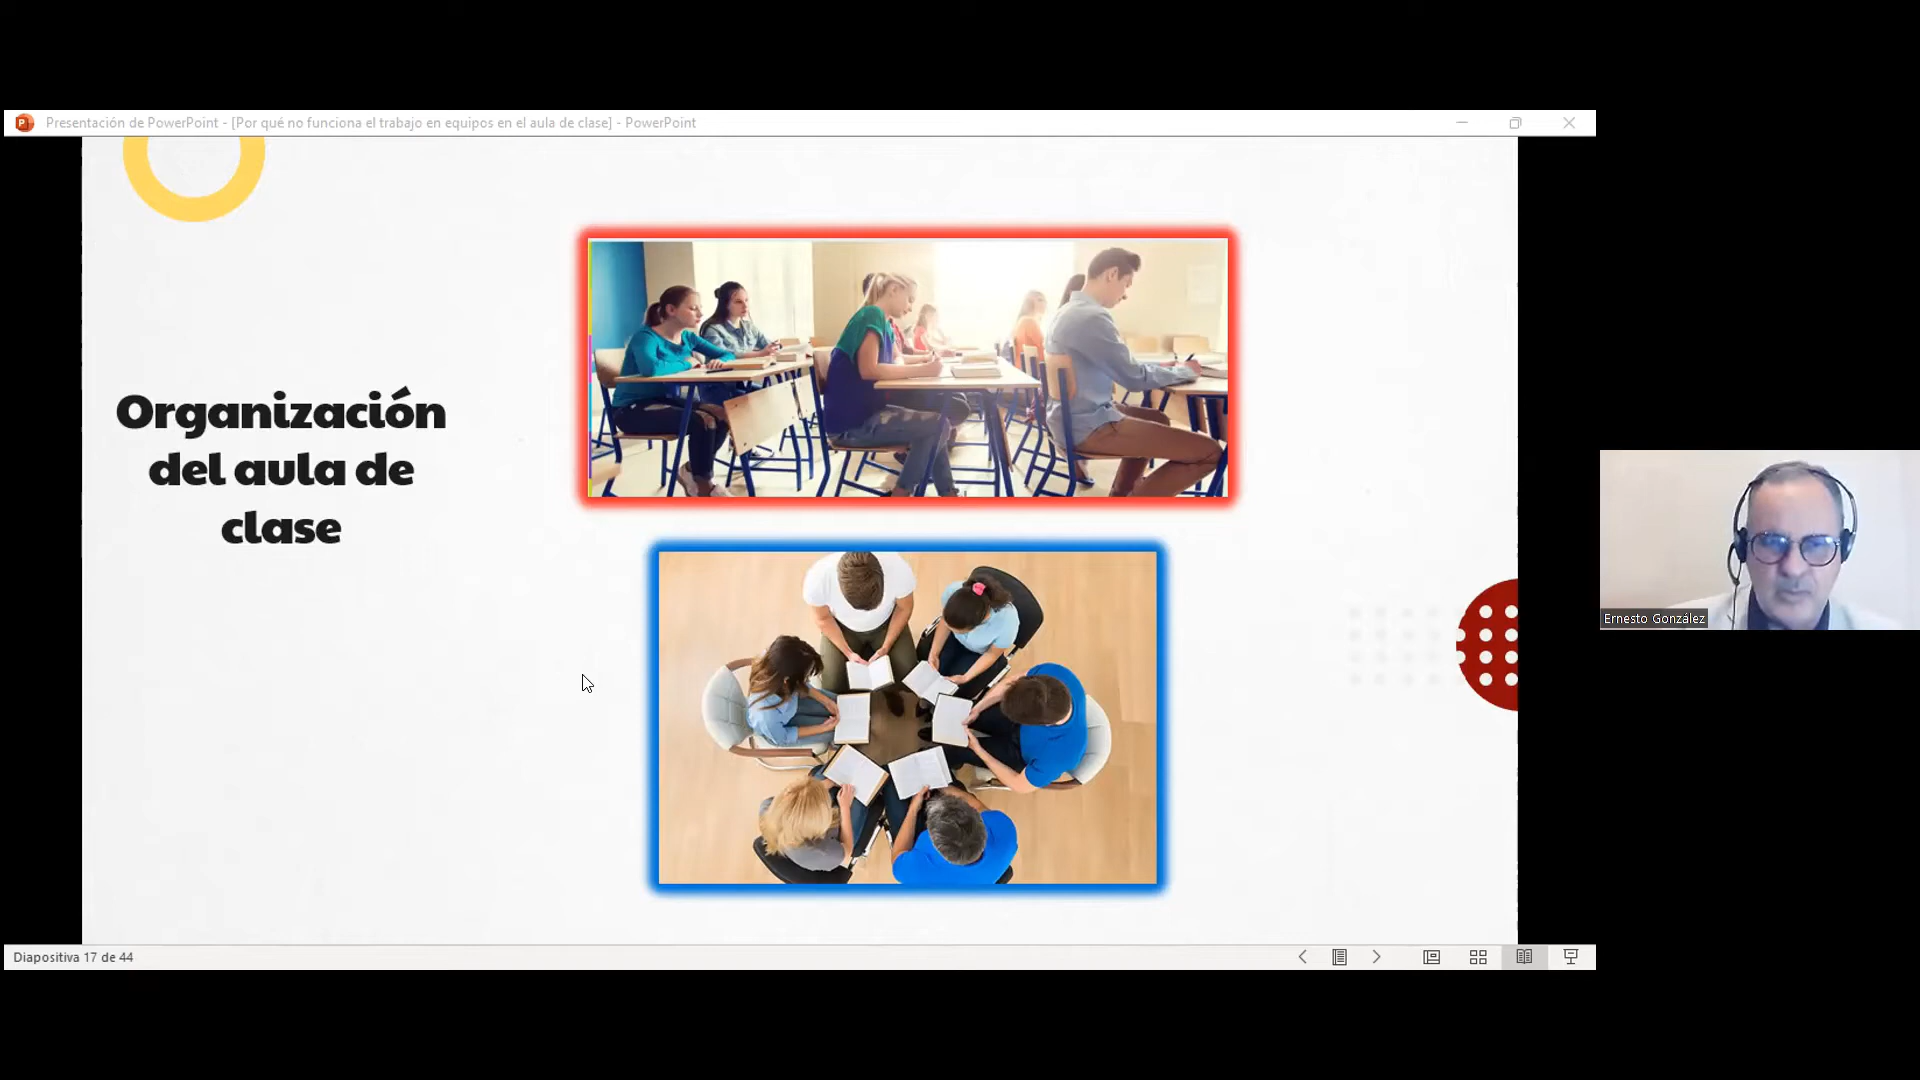 Presentación de PowerPoint - [Por qué no funciona el trabajo en equipos en el aula de clase] - PowerPoint
Organización
del aula de
clase
Ernesto González
Diapositiva 17 de 44